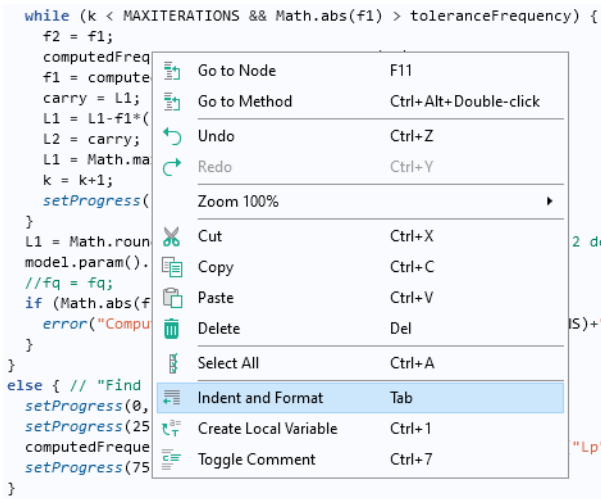 while (k < MAXITERATIONS && Math.abs(f1) > toleranceFrequency) {
f2 = f1;
computedFreq
f1 = compute
carry = L1;
L1 = L1-f1*(
L2 = carry;
L1 = Math.ma
k = k+1;
setProgress(
}
L1 = Math.roun
2 d
model.param().
//fq = fq;
if (Math.abs(f
error("Compu
S)+"
}
}
else { // "Find
setProgress(0,
setProgress(25
computedFreque
"Lp"
setProgress(75
}
Go to Node F11
Go to Method Ctrl+Alt+Double-click
Undo Ctrl+Z
Redo Ctrl+Y
Zoom 100%
Cut Ctrl+X
Copy Ctrl+C
Paste Ctrl+V
Delete Del
Select All Ctrl+A
Indent and Format Tab
Create Local Variable Ctrl+1
Toggle Comment Ctrl+7